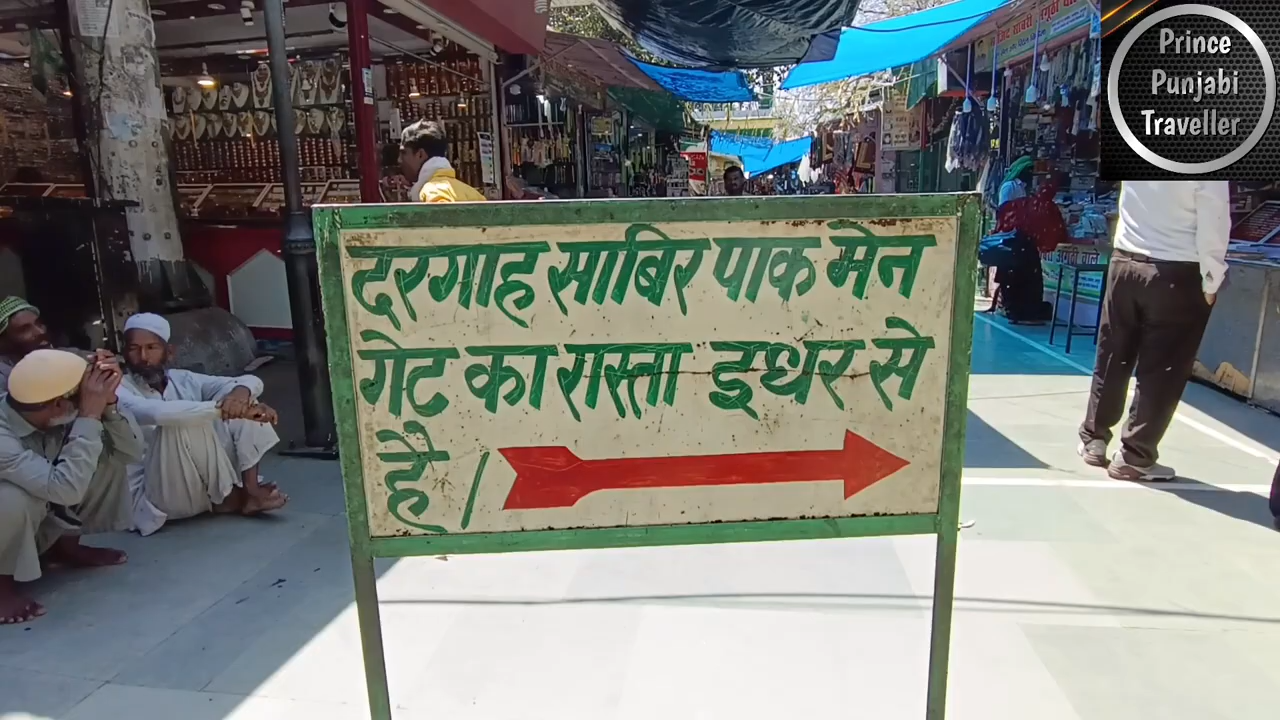 दरगाह साबिर पाक मेन
गेट का रास्ता इधर से
है।
Prince
Punjabi
Traveller